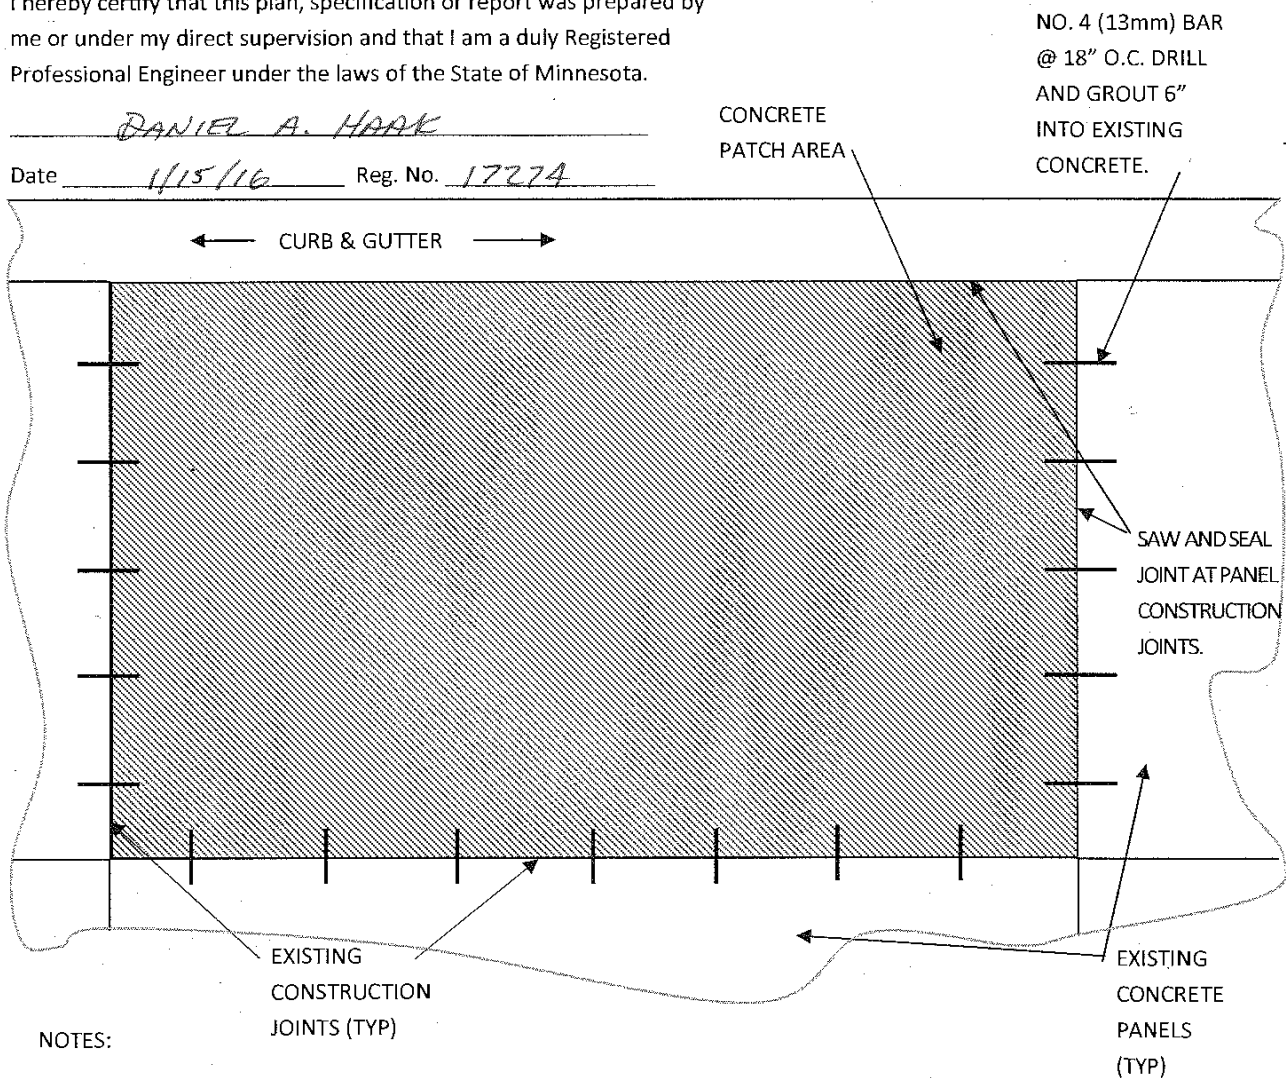 I hereby certify that this plan, specification or report was prepared by
me or under my direct supervision and that I am a duly Registered
Professional Engineer under the laws of the State of Minnesota.
DANIEL A. HAAK
Date 1/15/16 Reg. No. 17274
CONCRETE
PATCH AREA
NO. 4 (13mm) BAR
@ 18" O.C. DRILL
AND GROUT 6"
INTO EXISTING
CONCRETE.
CURB & GUTTER
SAW AND SEAL
JOINT AT PANEL
CONSTRUCTION
JOINTS.
EXISTING
CONSTRUCTION
JOINTS (TYP)
EXISTING
CONCRETE
PANELS
(TYP)
NOTES: